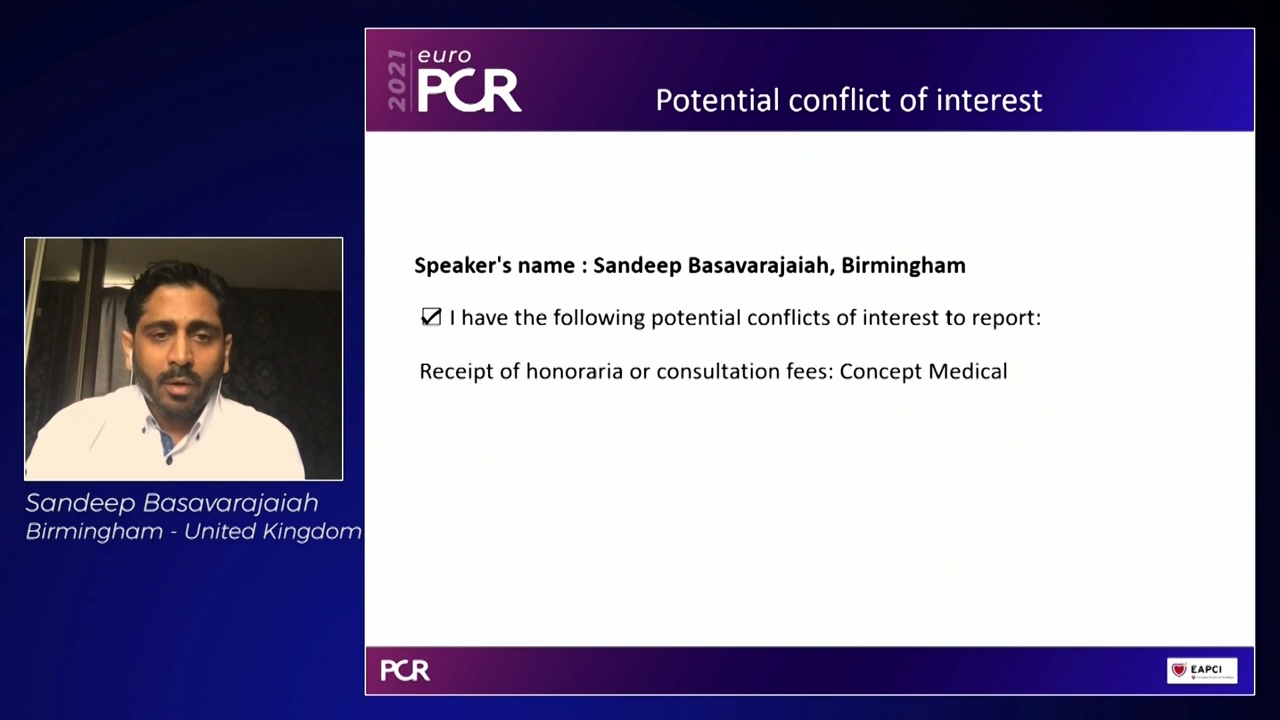 2021
euro
PCR
Potential conflict of interest
Speaker's name : Sandeep Basavarajaiah, Birmingham
I have the following potential conflicts of interest to report:
Receipt of honoraria or consultation fees: Concept Medical
Sandeep Basavarajaiah
Birmingham - United Kingdom
PCR
EAPCI